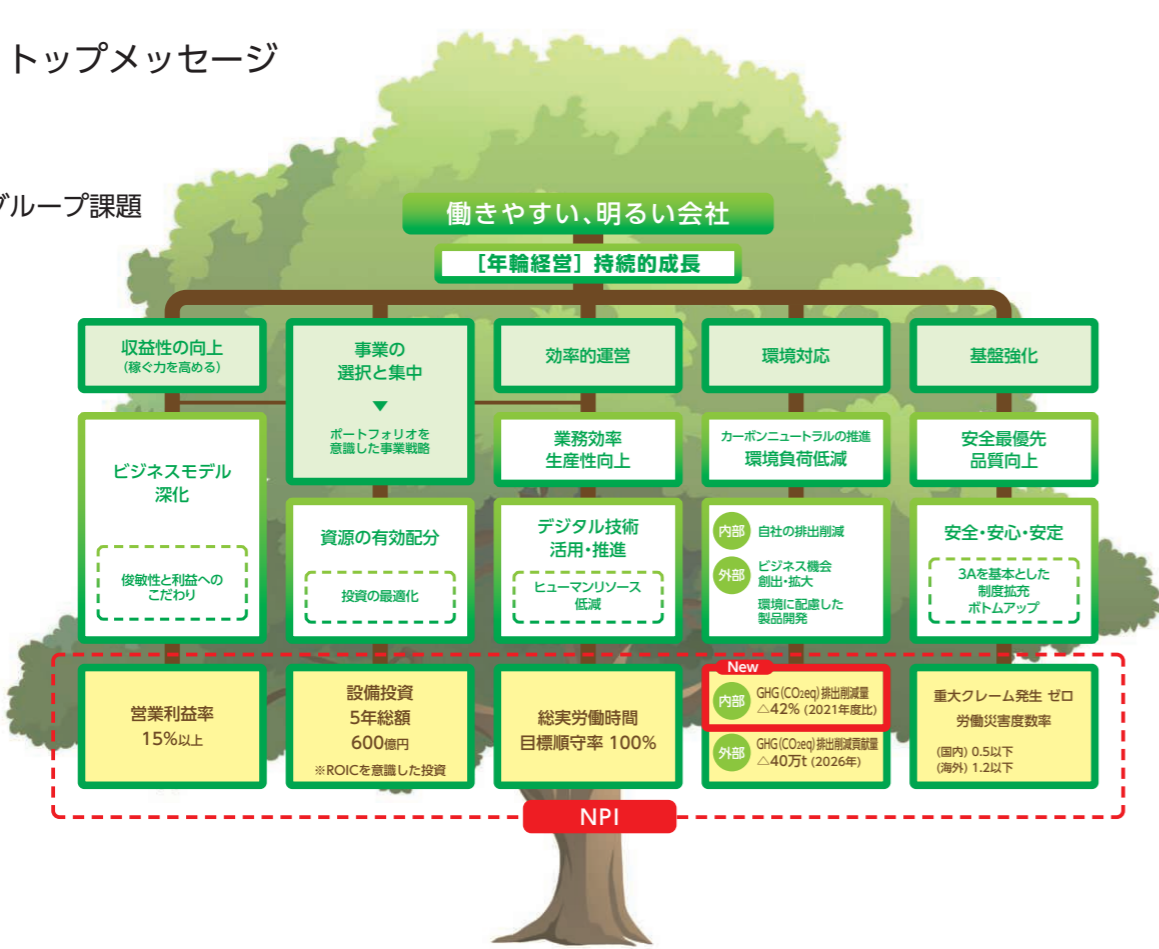 トップメッセージ
グループ課題
働きやすい、明るい会社
［年輪経営］持続的成長
収益性の向上
(稼ぐ力を高める)
ビジネスモデル
深化
俊敏性と利益への
こだわり
営業利益率
15%以上
事業の
選択と集中
▼
ポートフォリオを
意識した事業戦略
資源の有効配分
投資の最適化
設備投資
5年総額
600億円
※ROICを意識した投資
効率的運営
業務効率
生産性向上
デジタル技術
活用・推進
ヒューマンリソース
低減
総実労働時間
目標順守率 100%
環境対応
カーボンニュートラルの推進
環境負荷低減
内部 自社の排出削減
外部 ビジネス機会
創出・拡大
環境に配慮した
製品開発
New
内部 GHG(CO₂eq)排出削減量
△42% (2021年度比)
外部 GHG(CO₂eq)排出削減貢献量
△40万t (2026年)
基盤強化
安全最優先
品質向上
安全・安心・安定
3Aを基本とした
制度拡充
ボトムアップ
重大クレーム発生 ゼロ
労働災害度数率
(国内) 0.5以下
(海外) 1.2以下
NPI